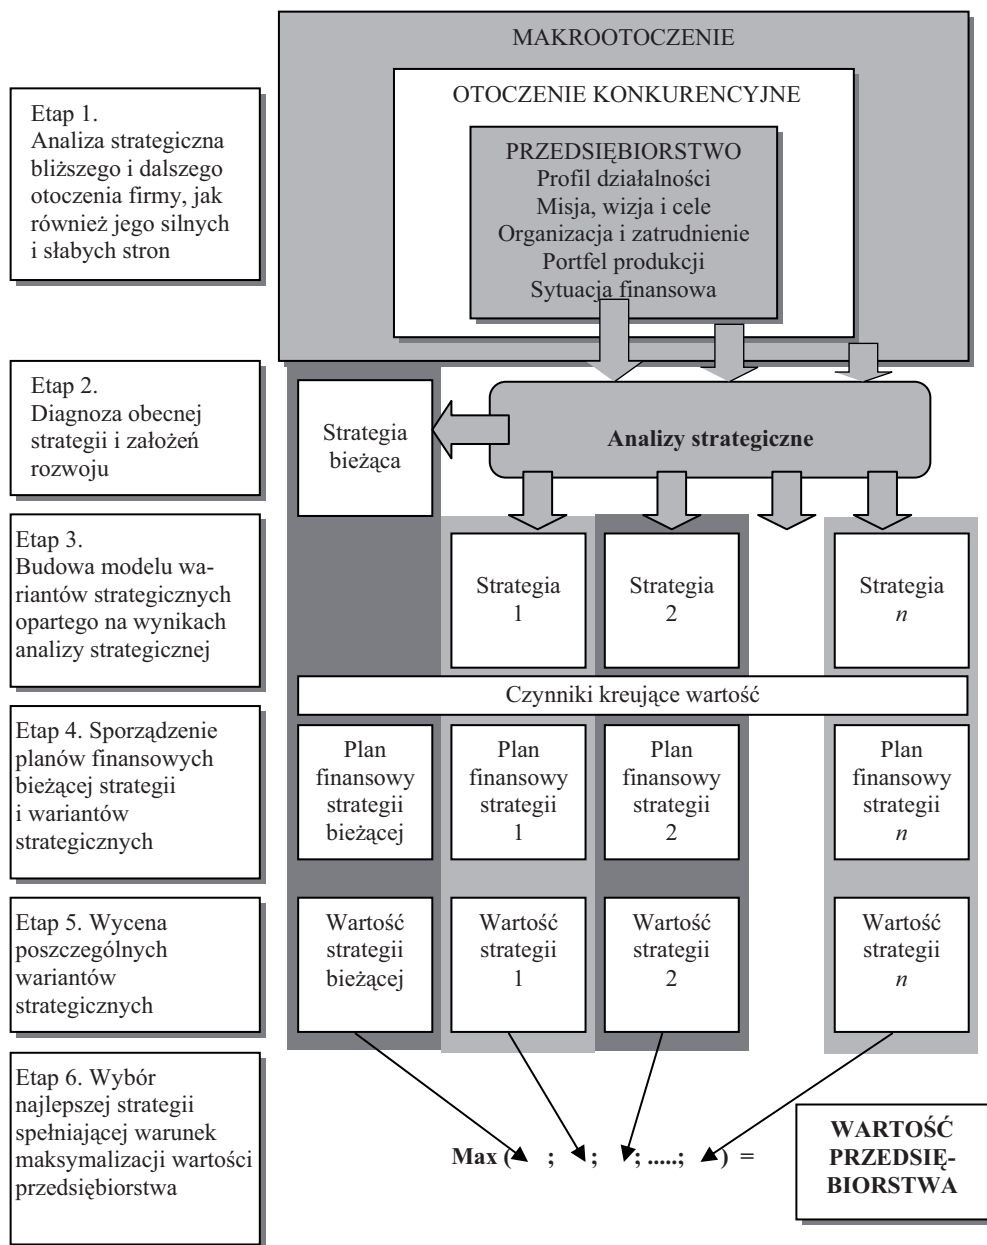 MAKROOTOCZENIE
OTOCZENIE KONKURENCYJNE
PRZEDSIĘBIORSTWO
Profil działalności
Misja, wizja i cele
Organizacja i zatrudnienie
Portfel produkcji
Sytuacja finansowa
Etap 1.
Analiza strategiczna
bliższego i dalszego
otoczenia firmy, jak
również jego silnych
i słabych stron
Etap 2.
Diagnoza obecnej
strategii i założeń
rozwoju
Strategia
bieżąca
Analizy strategiczne
Etap 3.
Budowa modelu wa-
riantów strategicznych
opartego na wynikach
analizy strategicznej
Strategia
1
Strategia
2
Strategia
n
Czynniki kreujące wartość
Etap 4. Sporządzenie
planów finansowych
bieżącej strategii
i wariantów
strategicznych
Plan
finansowy
strategii
bieżącej
Plan
finansowy
strategii
1
Plan
finansowy
strategii
2
Plan
finansowy
strategii
n
Etap 5. Wycena
poszczególnych
wariantów
strategicznych
Wartość
strategii
bieżącej
Wartość
strategii
1
Wartość
strategii
2
Wartość
strategii
n
Etap 6. Wybór
najlepszej strategii
spełniającej warunek
maksymalizacji wartości
przedsiębiorstwa
Max ( ; ; ; .....; ) =
WARTOŚĆ
PRZEDSIĘ-
BIORSTWA